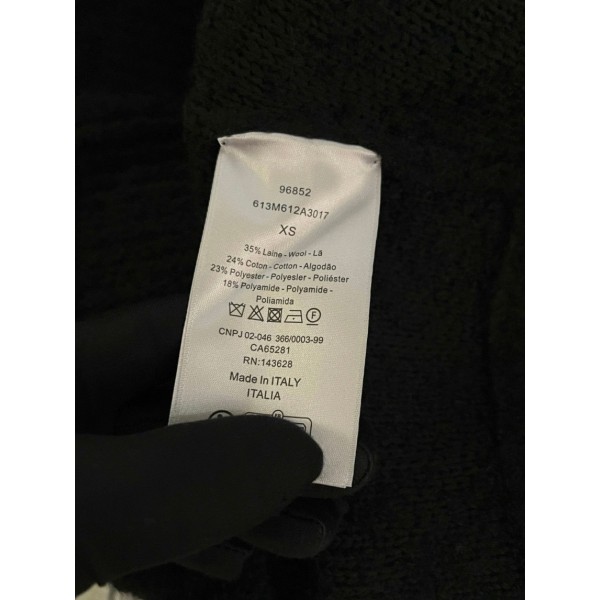 96852
613M612A3017
XS
35% Laine - Wool - Lã
24% Coton - Cotton - Algodão
23% Polyester - Polyesler - Poliéster
18% Polyamide - Polyamide -
Poliamida
F
CNPJ 02-046 366/0003-99
CA65281
RN:143628
Made In ITALY
ITALIA